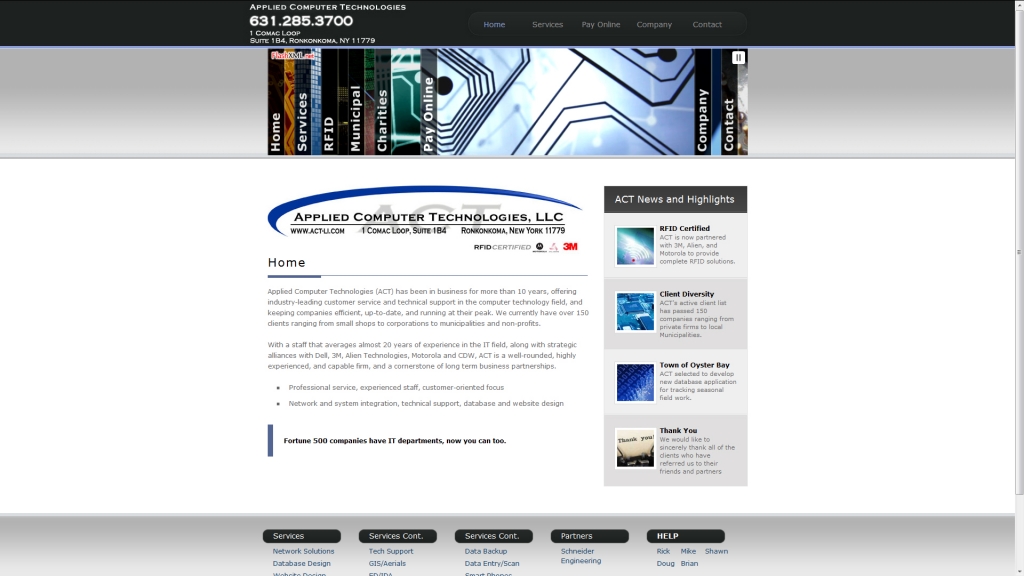 APPLIED COMPUTER TECHNOLOGIES
631.285.3700
1 COMAC LOOP
SUITE 1B4, RONKONKOMA, NY 11779
Home Services Pay Online Company Contact
FlashXML.net
Home
Services
RFID
Municipal
Charities
Pay Online
Company
Contact
ACT
APPLIED COMPUTER TECHNOLOGIES, LLC
WWW.ACT-LI.COM 1 COMAC LOOP, SUITE 1B4 RONKONKOMA, NEW YORK 11779
RFID CERTIFIED 3M
Home
Applied Computer Technologies (ACT) has been in business for more than 10 years, offering
industry-leading customer service and technical support in the computer technology field, and
keeping companies efficient, up-to-date, and running at their peak. We currently have over 150
clients ranging from small shops to corporations to municipalities and non-profits.
With a staff that averages almost 20 years of experience in the IT field, along with strategic
alliances with Dell, 3M, Alien Technologies, Motorola and CDW, ACT is a well-rounded, highly
experienced, and capable firm, and a cornerstone of long term business partnerships.
Professional service, experienced staff, customer-oriented focus
Network and system integration, technical support, database and website design
Fortune 500 companies have IT departments, now you can too.
ACT News and Highlights
RFID Certified
ACT is now partnered
with 3M, Alien, and
Motorola to provide
complete RFID solutions.
Client Diversity
ACT's active client list
has passed 150
companies ranging from
private firms to local
Municipalities.
Town of Oyster Bay
ACT selected to develop
new database application
for tracking seasonal
field work.
Thank you!
Thank You
We would like to
sincerely thank all of the
clients who have
referred us to their
friends and partners
Services
Network Solutions
Database Design
Website Design
Services Cont.
Tech Support
GIS/Aerials
ED/IDA
Services Cont.
Data Backup
Data Entry/Scan
Smart Phones
Partners
Schneider
Engineering
HELP
Rick Mike Shawn
Doug Brian